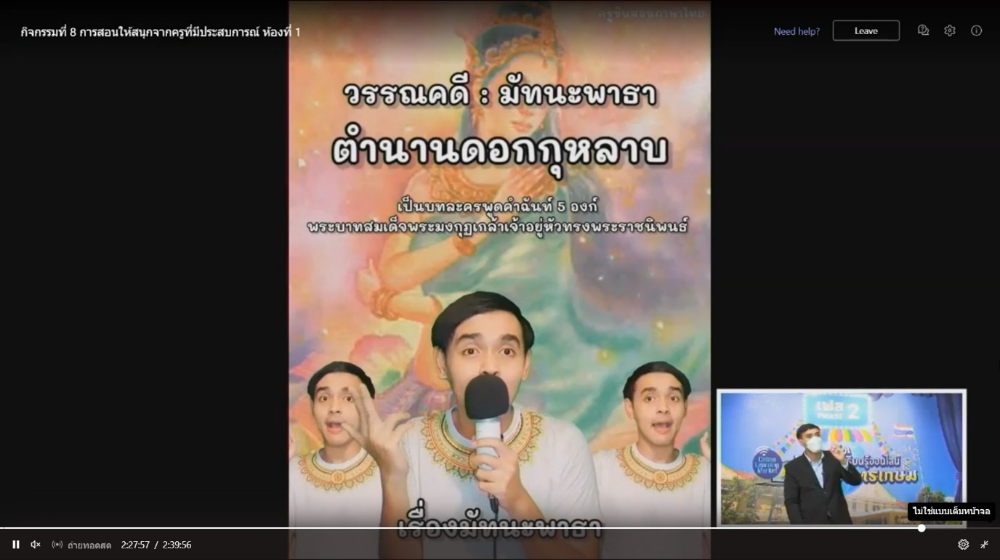 ครูชินสอนภาษาไทย
กิจกรรมที่ 8 การสอนให้สนุกจากครูที่มีประสบการณ์ ห้องที่ 1
Need help?
Leave
วรรณคดี : มัทนะพาธา
ตำนานดอกกุหลาบ
เป็นบทละครพูดคำฉันท์ 5 องก์
พระบาทสมเด็จพระมงกุฎเกล้าเจ้าอยู่หัวทรงพระราชนิพนธ์
เฟส
PHASE 2
Online
Learning
Market
เรียนรู้ออนไลน์
เรื่องมัทนะพาธา
ไม่ใช่แบบเต็มหน้าจอ
ถ่ายทอดสด
2:27:57 / 2:39:56